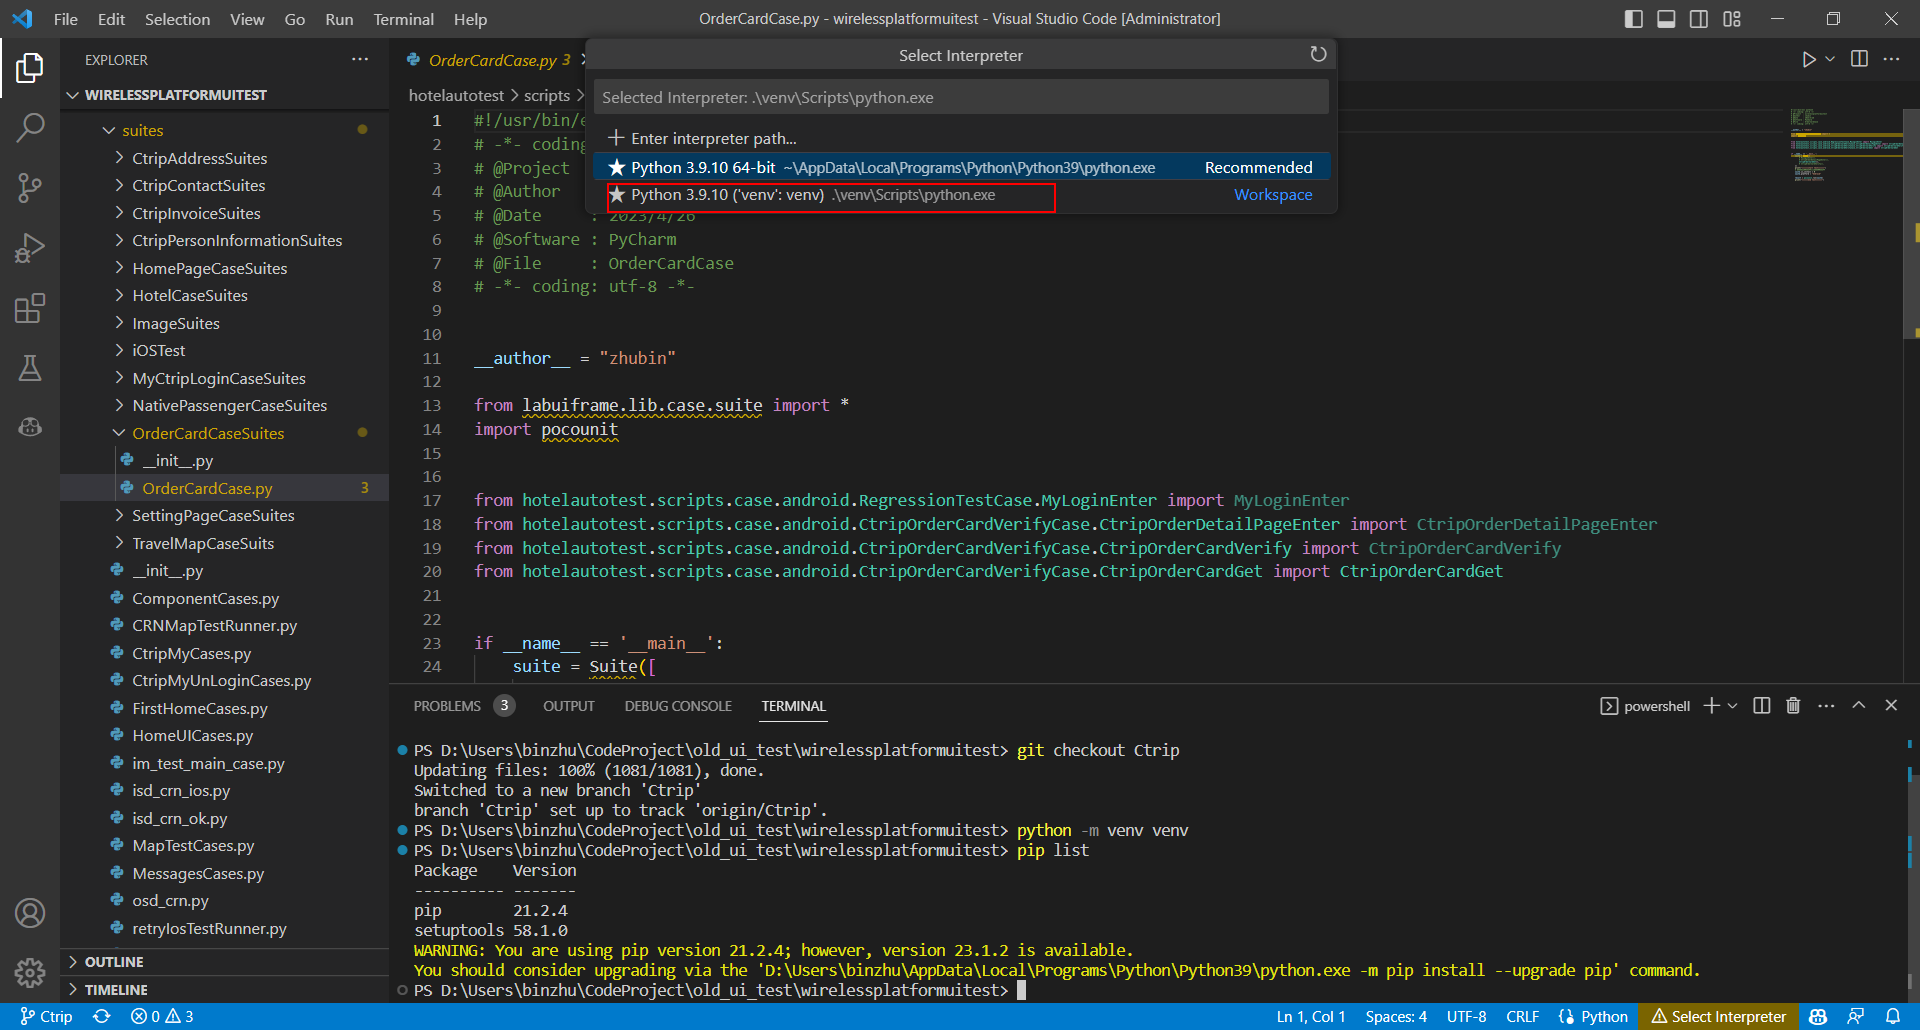 File Edit Selection View Go Run Terminal Help
OrderCardCase.py - wirelessplatformuitest - Visual Studio Code [Administrator]
EXPLORER
WIRELESSPLATFORMUITEST
suites
CtripAddressSuites
CtripContactSuites
CtripInvoiceSuites
CtripPersonInformationSuites
HomePageCaseSuites
HotelCaseSuites
ImageSuites
iOSTest
MyCtripLoginCaseSuites
NativePassengerCaseSuites
OrderCardCaseSuites
__init__.py
OrderCardCase.py 3
SettingPageCaseSuites
TravelMapCaseSuits
__init__.py
ComponentCases.py
CRNMapTestRunner.py
CtripMyCases.py
CtripMyUnLoginCases.py
FirstHomeCases.py
HomeUICases.py
im_test_main_case.py
isd_crn_ios.py
isd_crn_ok.py
MapTestCases.py
MessagesCases.py
osd_crn.py
retryIosTestRunner.py
OUTLINE
TIMELINE
OrderCardCase.py 3
hotelautotest > scripts >
Select Interpreter
Selected Interpreter: .\venv\Scripts\python.exe
Enter interpreter path...
Python 3.9.10 64-bit ~\AppData\Local\Programs\Python\Python39\python.exe Recommended
Python 3.9.10 ('venv': venv) .\venv\Scripts\python.exe Workspace
1 #!/usr/bin/e
2 # -*- coding
3 # @Project
4 # @Author
5 # @Date : 2023/4/26
6 # @Software : PyCharm
7 # @File : OrderCardCase
8 # -*- coding: utf-8 -*-
9
10
11 __author__ = "zhubin"
12
13 from labuiframe.lib.case.suite import *
14 import pocounit
15
16
17 from hotelautotest.scripts.case.android.RegressionTestCase.MyLoginEnter import MyLoginEnter
18 from hotelautotest.scripts.case.android.CtripOrderCardVerifyCase.CtripOrderDetailPageEnter import CtripOrderDetailPageEnter
19 from hotelautotest.scripts.case.android.CtripOrderCardVerifyCase.CtripOrderCardVerify import CtripOrderCardVerify
20 from hotelautotest.scripts.case.android.CtripOrderCardVerifyCase.CtripOrderCardGet import CtripOrderCardGet
21
22
23 if __name__ == '__main__':
24 suite = Suite([
PROBLEMS 3 OUTPUT DEBUG CONSOLE TERMINAL
powershell
PS D:\Users\binzhu\CodeProject\old_ui_test\wirelessplatformuitest> git checkout Ctrip
Updating files: 100% (1081/1081), done.
Switched to a new branch 'Ctrip'
branch 'Ctrip' set up to track 'origin/Ctrip'.
PS D:\Users\binzhu\CodeProject\old_ui_test\wirelessplatformuitest> python -m venv venv
PS D:\Users\binzhu\CodeProject\old_ui_test\wirelessplatformuitest> pip list
Package Version
---------- -------
pip 21.2.4
setuptools 58.1.0
WARNING: You are using pip version 21.2.4; however, version 23.1.2 is available.
You should consider upgrading via the 'D:\Users\binzhu\AppData\Local\Programs\Python\Python39\python.exe -m pip install --upgrade pip' command.
PS D:\Users\binzhu\CodeProject\old_ui_test\wirelessplatformuitest>
Ctrip 0 3 Ln 1, Col 1 Spaces: 4 UTF-8 CRLF Python Select Interpreter